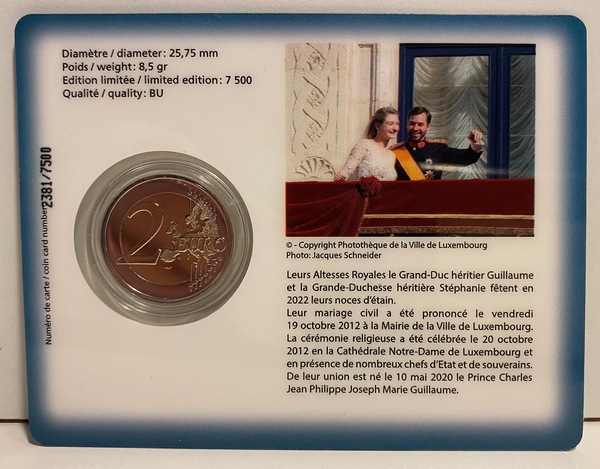 Diamètre / diameter: 25,75 mm
Poids / weight: 8,5 gr
Edition limitée / limited edition: 7 500
Qualité / quality: BU
Numéro de carte / coin card number 2381/7500
2 EURO
© - Copyright Photothèque de la Ville de Luxembourg
Photo: Jacques Schneider
Leurs Altesses Royales le Grand-Duc héritier Guillaume
et la Grande-Duchesse héritière Stéphanie fêtent en
2022 leurs noces d'étain.
Leur mariage civil a été prononcé le vendredi
19 octobre 2012 à la Mairie de la Ville de Luxembourg.
La cérémonie religieuse a été célébrée le 20 octobre
2012 en la Cathédrale Notre-Dame de Luxembourg et
en présence de nombreux chefs d'Etat et de souverains.
De leur union est né le 10 mai 2020 le Prince Charles
Jean Philippe Joseph Marie Guillaume.